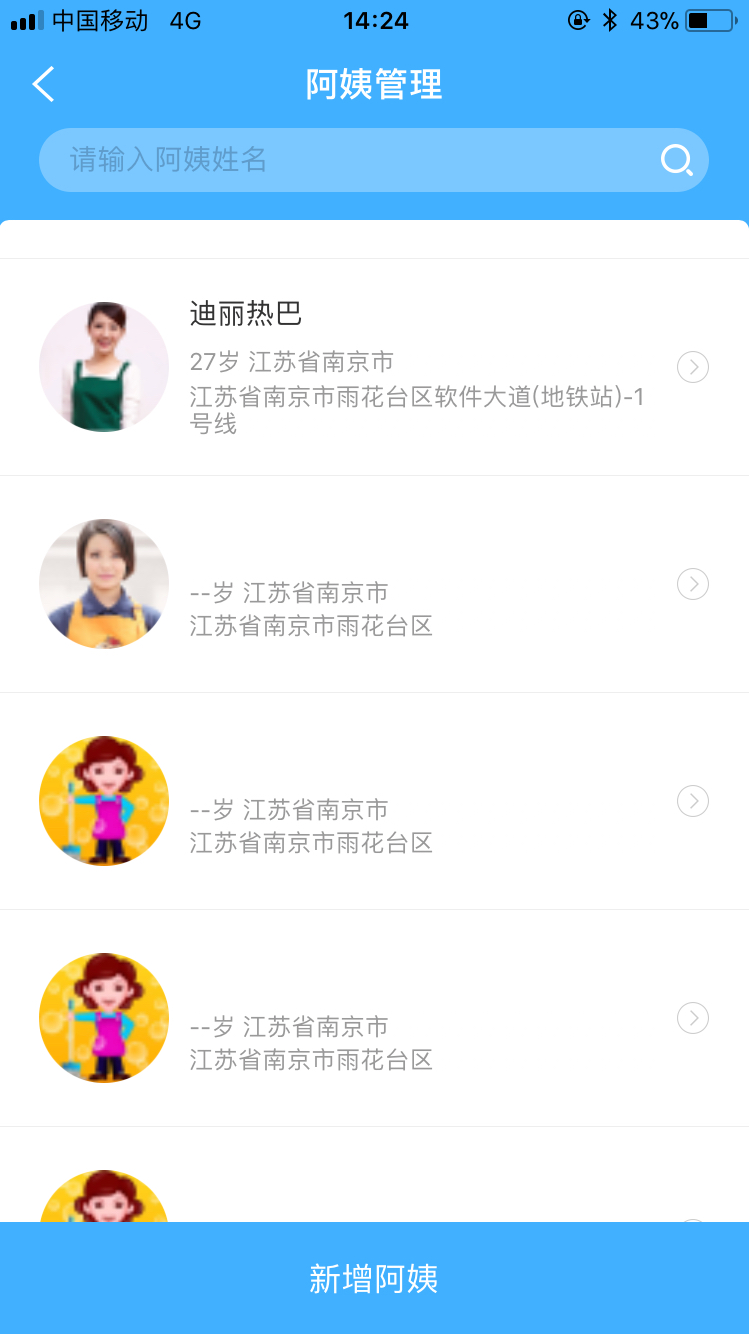 中国移动 4G 14:24 43%
阿姨管理
请输入阿姨姓名
迪丽热巴
27岁 江苏省南京市
江苏省南京市雨花台区软件大道(地铁站)-1
号线
--岁 江苏省南京市
江苏省南京市雨花台区
--岁 江苏省南京市
江苏省南京市雨花台区
--岁 江苏省南京市
江苏省南京市雨花台区
新增阿姨